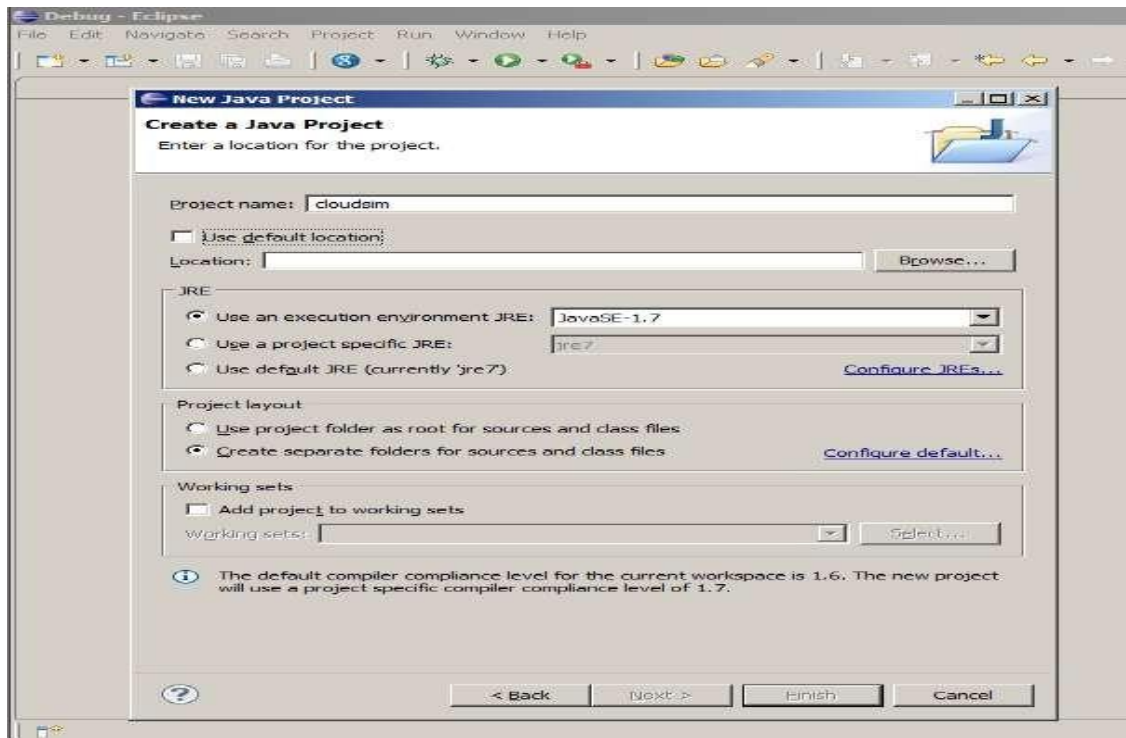 Debug - Eclipse
File Edit Navigate Search Project Run Window Help
New Java Project
Create a Java Project
Enter a location for the project.
Project name: cloudsim
Use default location
Location: Browse...
JRE
Use an execution environment JRE: JavaSE-1.7
Use a project specific JRE: jre7
Use default JRE (currently 'jre7') Configure JREs...
Project layout
Use project folder as root for sources and class files
Create separate folders for sources and class files Configure default...
Working sets
Add project to working sets
Working sets: Select...
The default compiler compliance level for the current workspace is 1.6. The new project
will use a project specific compiler compliance level of 1.7.
< Back Next > Finish Cancel